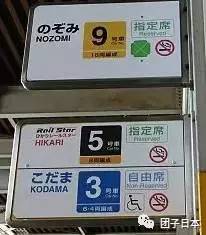 のぞみ
NOZOMI
9号車
Car No.
16両編成
指定席
Reserved
Rail Star
ひかりレールスター
HIKARI
5号車
Car No.
8両編成
指定席
Reserved
こだま
KODAMA
3号車
Car No.
6·4両編成
自由席
Non-Reserved
团子日本